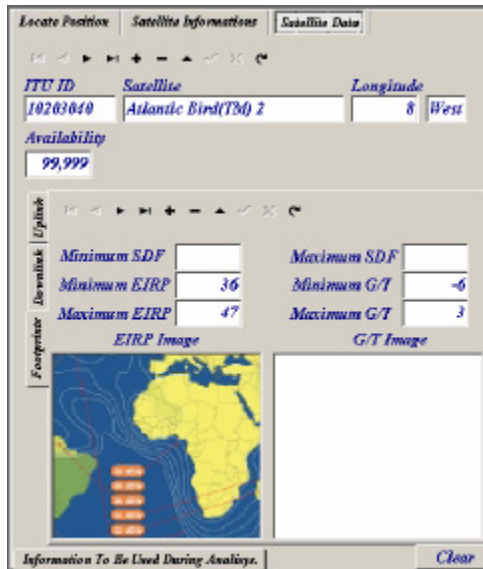 Locate Position Satellite Informations Satellite Data
ITU ID Satellite Longitude
10203040 Atlantic Bird(TM) 2 8 West
Availability
99,999
Uplink
Downlink
Footprints
Minimum SDF Maximum SDF
Minimum EIRP 36 Minimum G/T -6
Maximum EIRP 47 Maximum G/T 3
EIRP Image G/T Image
Information To Be Used During Analisys. Clear